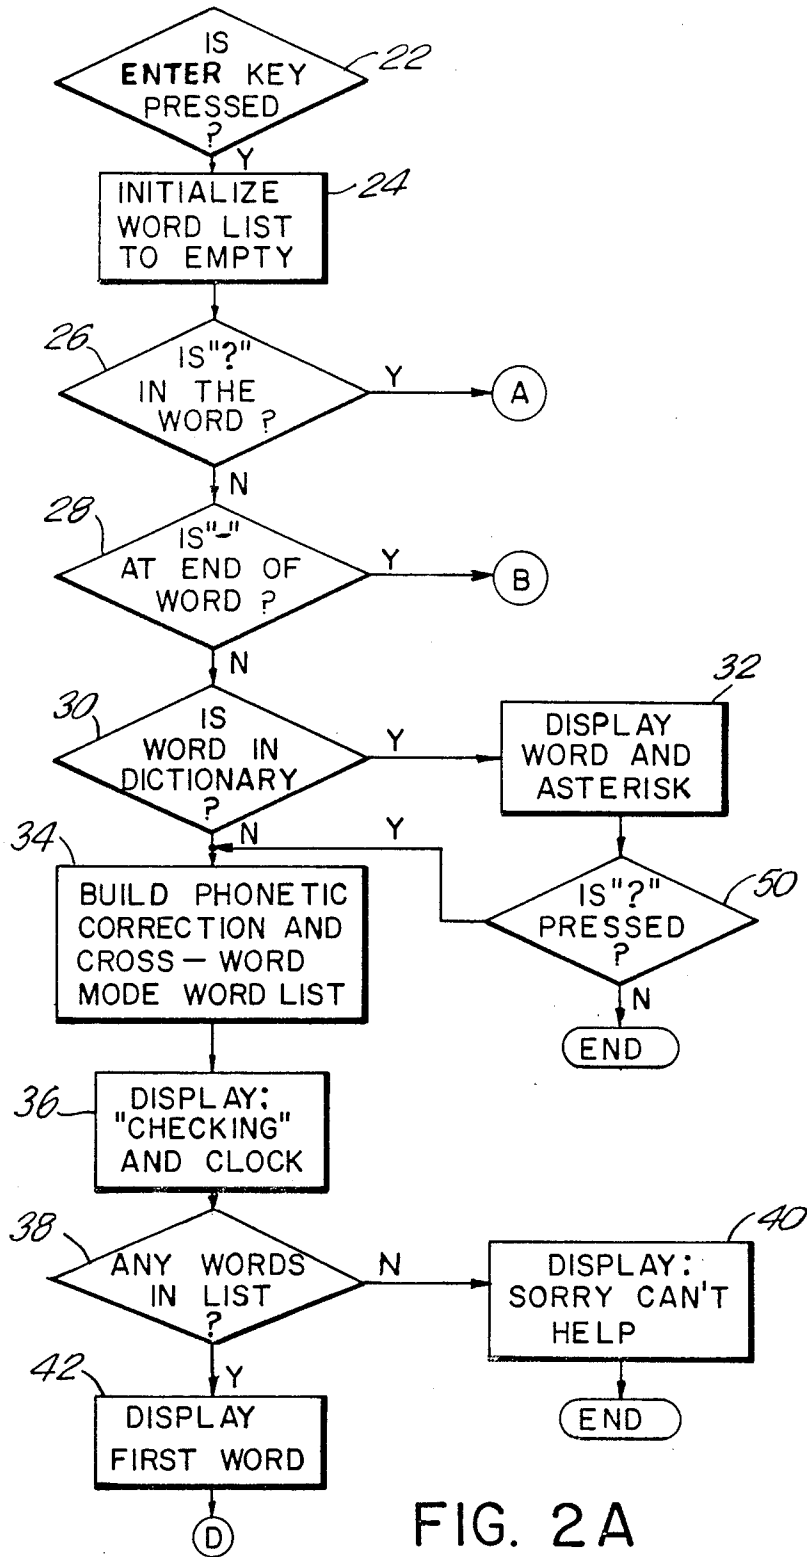 IS
ENTER KEY
PRESSED
?
22
Y
INITIALIZE
WORD LIST
TO EMPTY
24
26
IS"?"
IN THE
WORD ?
Y
A
N
28
IS"-"
AT END OF
WORD ?
Y
B
N
30
IS
WORD IN
DICTIONARY
?
Y
32
DISPLAY
WORD AND
ASTERISK
N
Y
34
BUILD PHONETIC
CORRECTION AND
CROSS-WORD
MODE WORD LIST
IS"?"
PRESSED
?
50
N
END
36
DISPLAY:
"CHECKING"
AND CLOCK
38
ANY WORDS
IN LIST
?
N
40
DISPLAY:
SORRY CAN'T
HELP
Y
END
42
DISPLAY
FIRST WORD
D
FIG. 2A